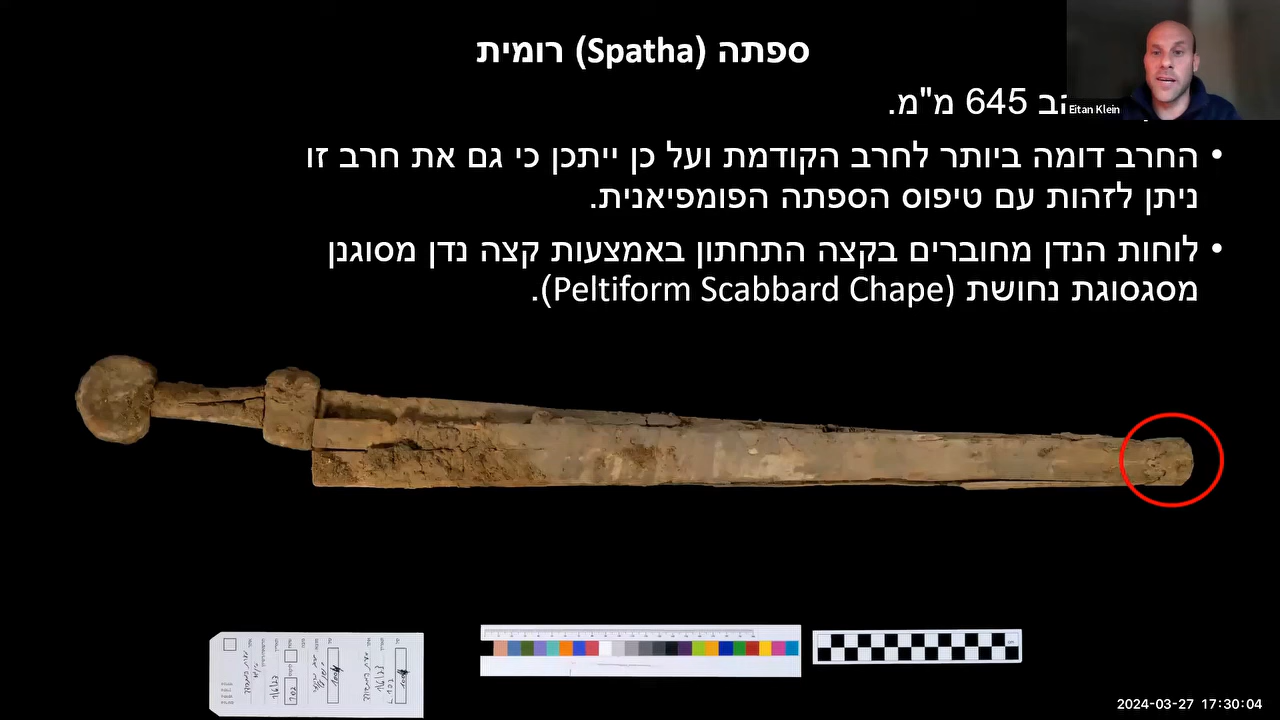 ספתה (Spatha) רומית
645 מ"מ.
Eitan Klein
• החרב דומה ביותר לחרב הקודמת ועל כן ייתכן כי גם את חרב זו
ניתן לזהות עם טיפוס הספתה הפומפיאנית.
• לוחות הנדן מחוברים בקצה התחתון באמצעות קצה נדן מסוגנן
מסגסוגת נחושת (Peltiform Scabbard Chape).
2024-03-27 17:30:04